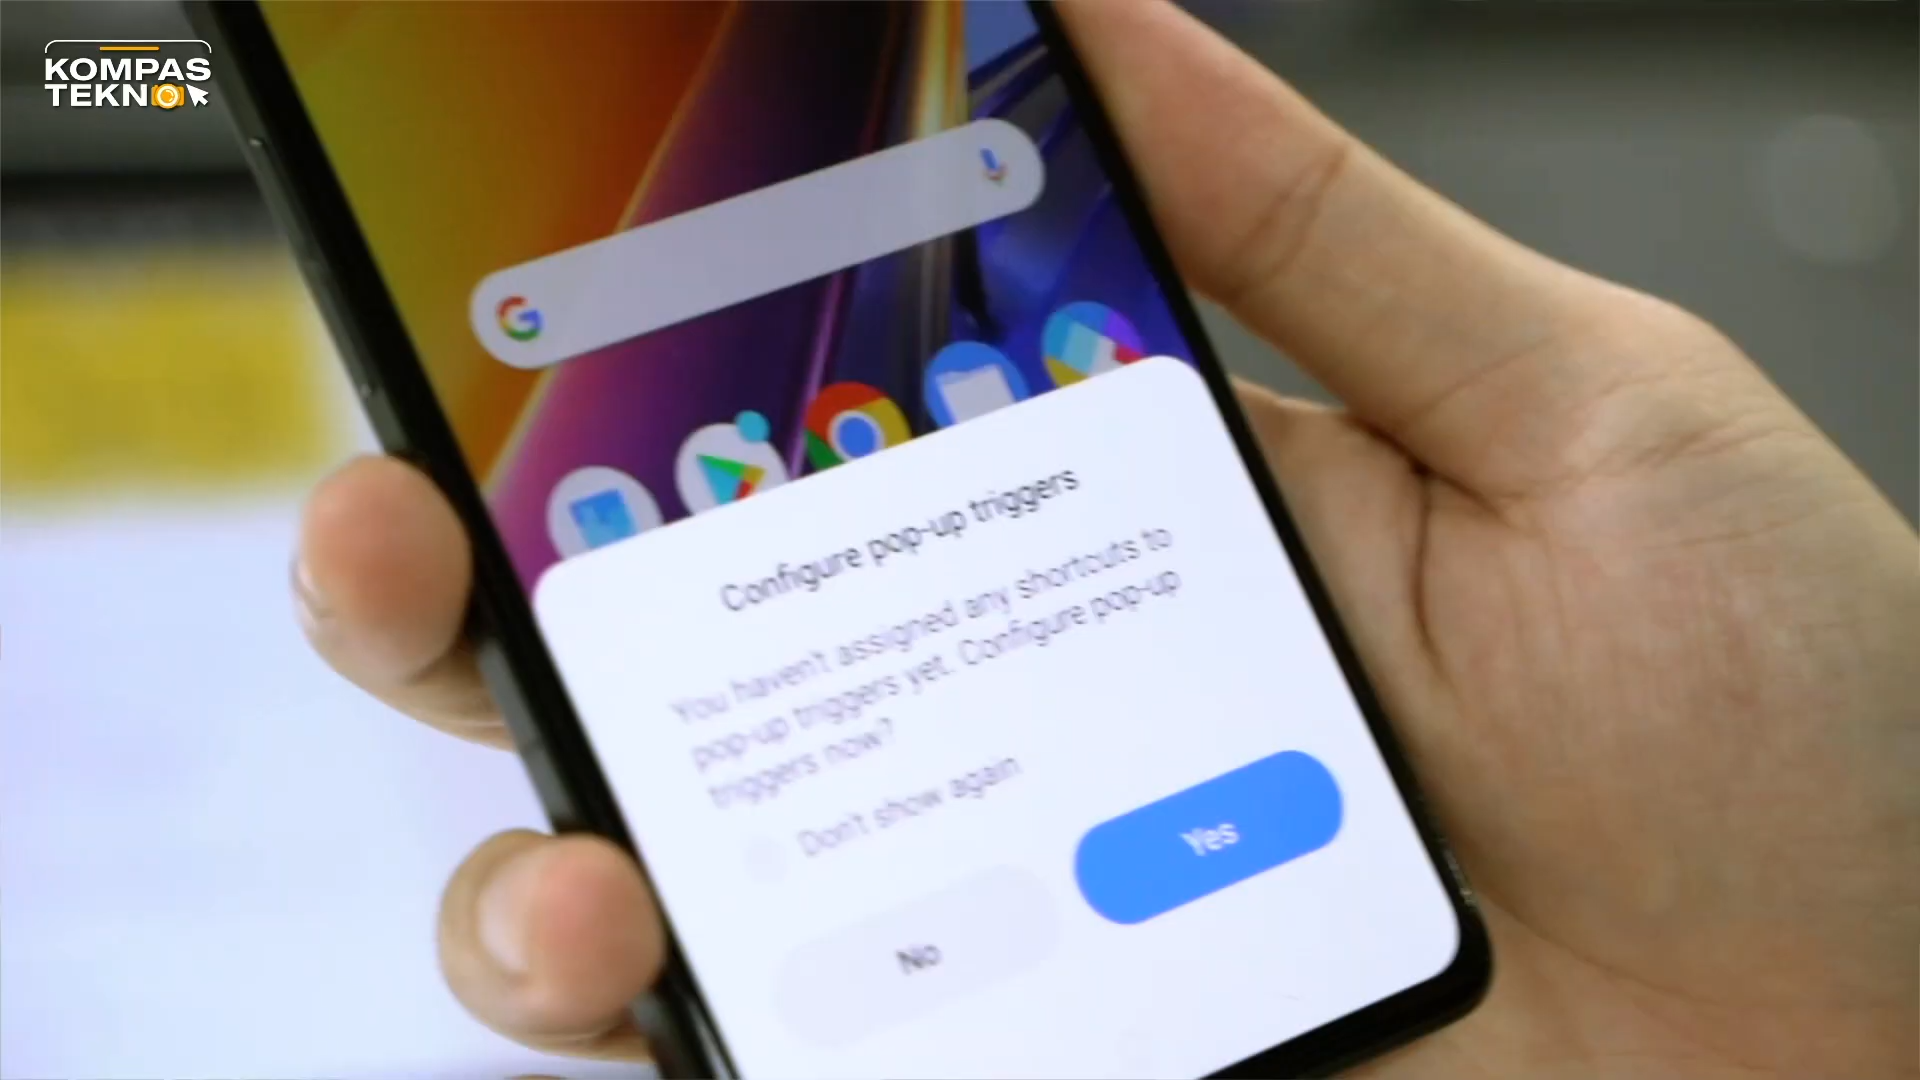 KOMPAS
TEKNO
G
Configure pop-up triggers
You haven't assigned any shortcuts to
pop-up triggers yet. Configure pop-up
triggers now?
Don't show again
Yes
No